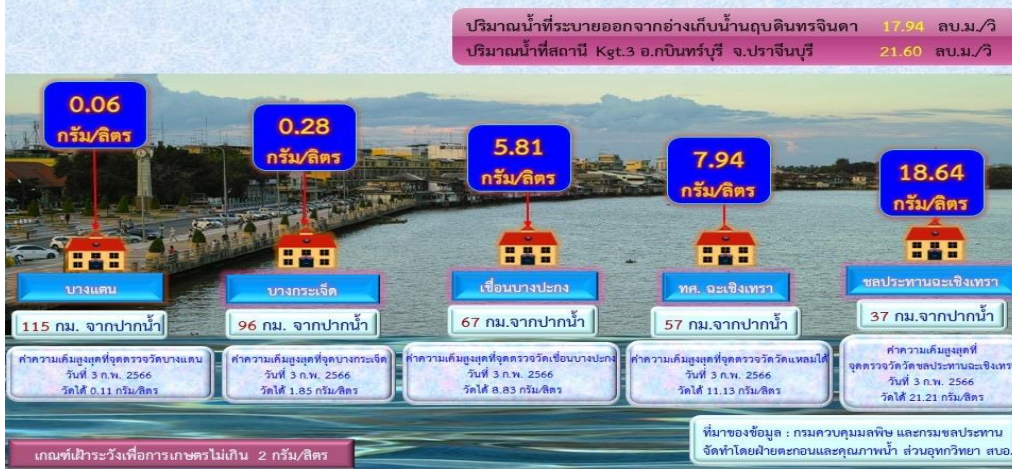 ปริมาณน้ำที่ระบายออกจากอ่างเก็บน้ำนฤบดินทรจินดา 17.94 ลบ.ม./วิ
ปริมาณน้ำที่สถานี Kgt.3 อ.กบินทร์บุรี จ.ปราจีนบุรี 21.60 ลบ.ม./วิ
0.06
กรัม/ลิตร
0.28
กรัม/ลิตร
5.81
กรัม/ลิตร
7.94
กรัม/ลิตร
18.64
กรัม/ลิตร
บางแตน
บางกระเจ็ด
เขื่อนบางปะกง
ทศ. ฉะเชิงเทรา
ชลประทานฉะเชิงเทรา
115 กม. จากปากน้ำ
96 กม. จากปากน้ำ
67 กม.จากปากน้ำ
57 กม.จากปากน้ำ
37 กม.จากปากน้ำ
ค่าความเค็มสูงสุดที่จุดตรวจวัดบางแตน
วันที่ 3 ก.พ. 2566
วัดได้ 0.11 กรัม/ลิตร
ค่าความเค็มสูงสุดที่จุดบางกระเจ็ด
วันที่ 3 ก.พ. 2566
วัดได้ 1.85 กรัม/ลิตร
ค่าความเค็มสูงสุดที่จุดตรวจวัดเขื่อนบางปะกง
วันที่ 3 ก.พ. 2566
วัดได้ 8.83 กรัม/ลิตร
ค่าความเค็มสูงสุดที่จุดตรวจวัดวัดแหลมใต้
วันที่ 3 ก.พ. 2566
วัดได้ 11.13 กรัม/ลิตร
ค่าความเค็มสูงสุดที่
จุดตรวจวัดวัดชลประทานฉะเชิงเทรา
วันที่ 3 ก.พ. 2566
วัดได้ 21.21 กรัม/ลิตร
เกณฑ์เฝ้าระวังเพื่อการเกษตรไม่เกิน 2 กรัม/ลิตร
ที่มาของข้อมูล : กรมควบคุมมลพิษ และกรมชลประทาน
จัดทำโดยฝ่ายตะกอนและคุณภาพน้ำ ส่วนอุทกวิทยา สบอ.